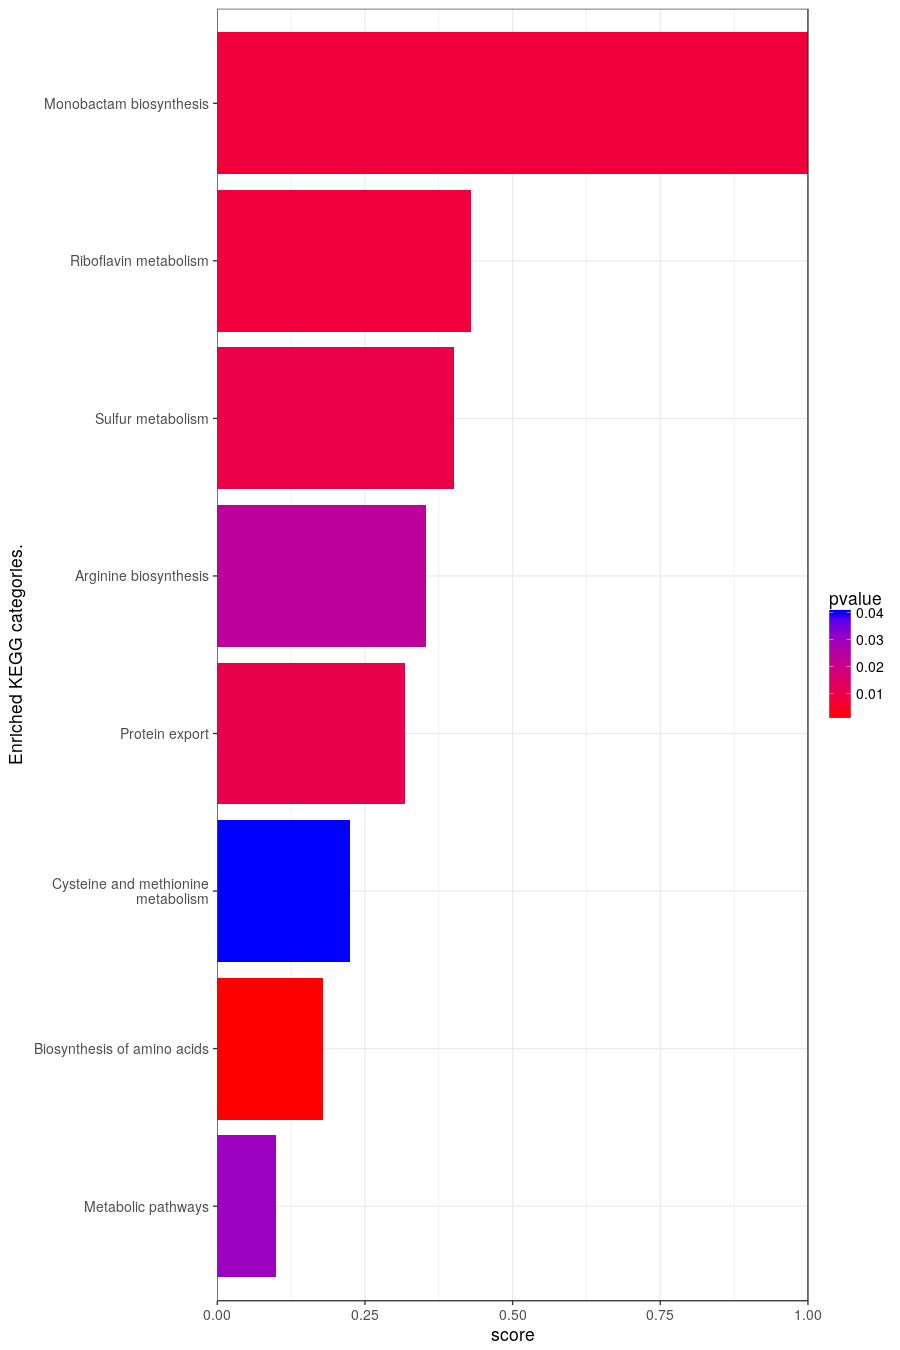 Monobactam biosynthesis
Riboflavin metabolism
Sulfur metabolism
Arginine biosynthesis
Protein export
Cysteine and methionine
metabolism
Biosynthesis of amino acids
Metabolic pathways
Enriched KEGG categories.
0.00
0.25
0.50
0.75
1.00
score
pvalue
0.04
0.03
0.02
0.01